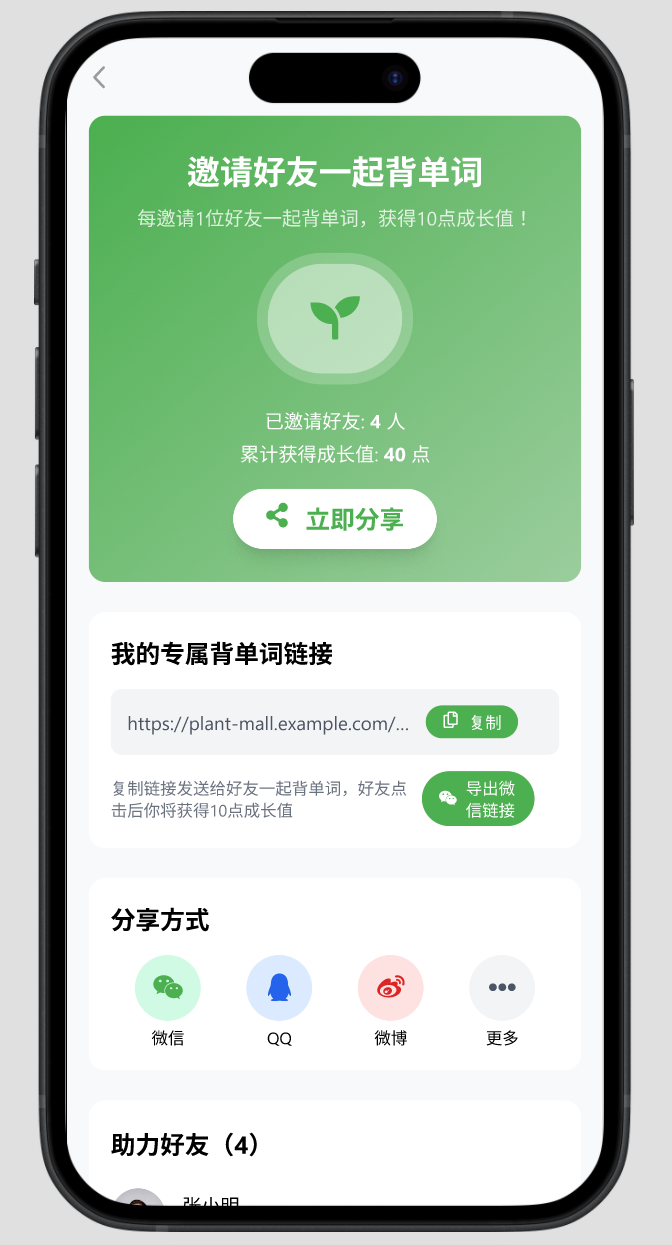 邀请好友一起背单词
每邀请1位好友一起背单词，获得10点成长值！
已邀请好友: 4 人
累计获得成长值: 40 点
立即分享
我的专属背单词链接
https://plant-mall.example.com/...
复制
复制链接发送给好友一起背单词，好友点
击后你将获得10点成长值
导出微
信链接
分享方式
微信
QQ
微博
更多
助力好友（4）
张小明